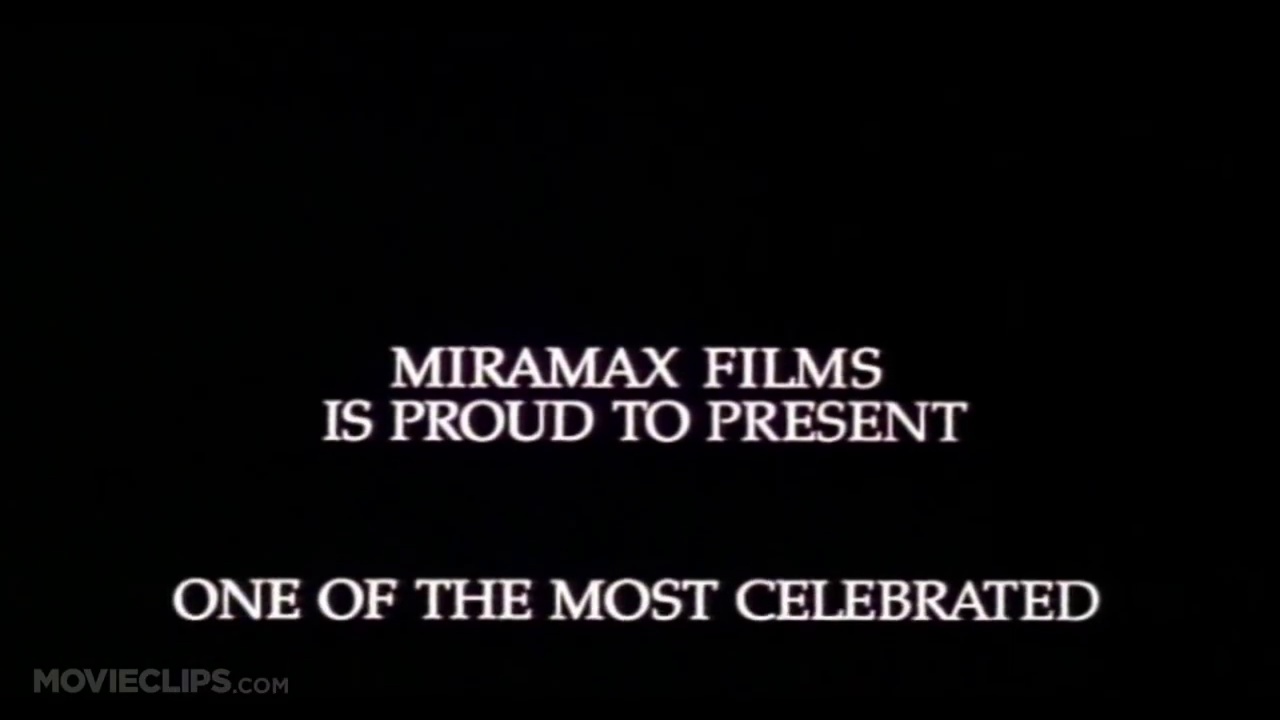 MIRAMAX FILMS
IS PROUD TO PRESENT
ONE OF THE MOST CELEBRATED
MOVIECLIPS.COM